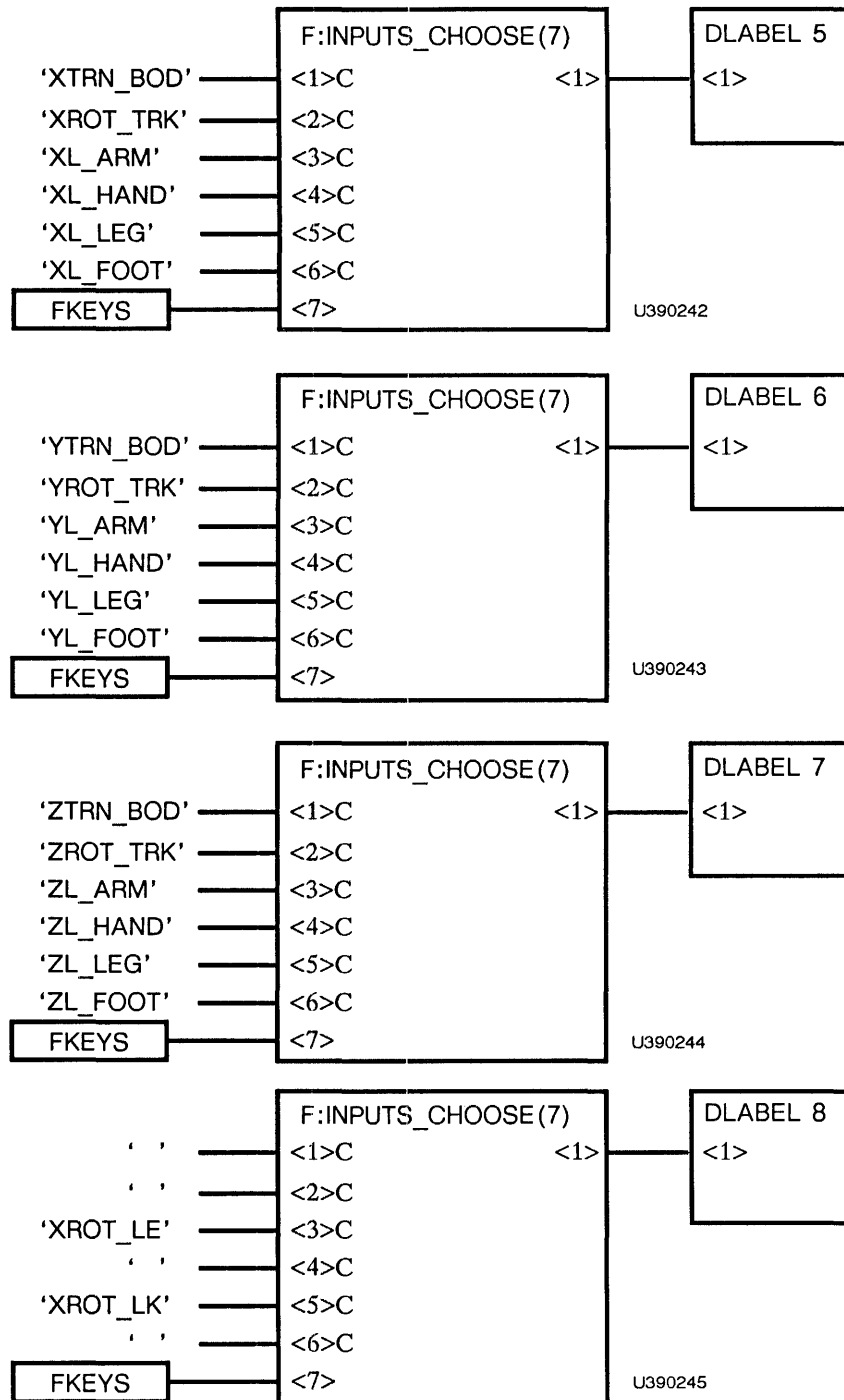 F:INPUTS_CHOOSE(7) DLABEL 5
‘XTRN_BOD’ <1>C <1> <1>
‘XROT_TRK’ <2>C
‘XL_ARM’ <3>C
‘XL_HAND’ <4>C
‘XL_LEG’ <5>C
‘XL_FOOT’ <6>C
FKEYS <7>
U390242
F:INPUTS_CHOOSE(7) DLABEL 6
‘YTRN_BOD’ <1>C <1> <1>
‘YROT_TRK’ <2>C
‘YL_ARM’ <3>C
‘YL_HAND’ <4>C
‘YL_LEG’ <5>C
‘YL_FOOT’ <6>C
FKEYS <7>
U390243
F:INPUTS_CHOOSE(7) DLABEL 7
‘ZTRN_BOD’ <1>C <1> <1>
‘ZROT_TRK’ <2>C
‘ZL_ARM’ <3>C
‘ZL_HAND’ <4>C
‘ZL_LEG’ <5>C
‘ZL_FOOT’ <6>C
FKEYS <7>
U390244
F:INPUTS_CHOOSE(7) DLABEL 8
‘ ’ <1>C <1> <1>
‘ ’ <2>C
‘XROT_LE’ <3>C
‘ ’ <4>C
‘XROT_LK’ <5>C
‘ ’ <6>C
FKEYS <7>
U390245